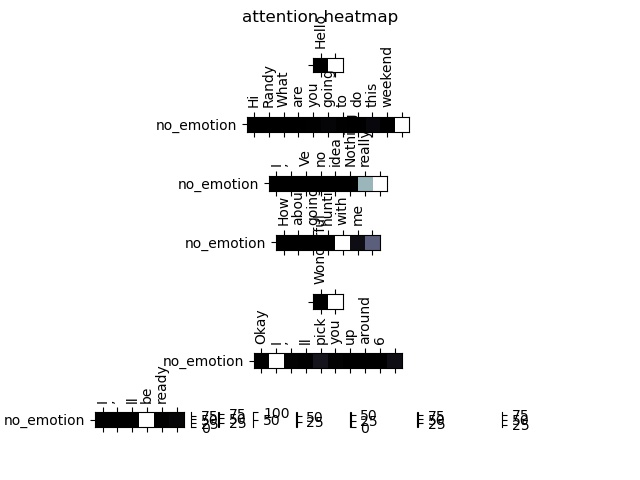 attention heatmap
Hello
Hi Randy What are you going to do this weekend
no_emotion
I ' Ve no idea Nothing really
no_emotion
How about going hunting with me
no_emotion
Wonderful
Okay I ' ll pick you up around 6
no_emotion
I ' ll be ready
no_emotion
75 75 100 50 50 75 75
50 50 50 25 25 50 50
25 25 0 25 25
0